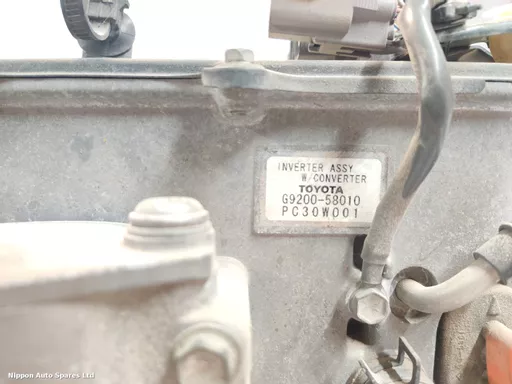 INVERTER ASSY
W/CONVERTER
TOYOTA
G9200-58010
PC30W001
Nippon Auto Spares Ltd